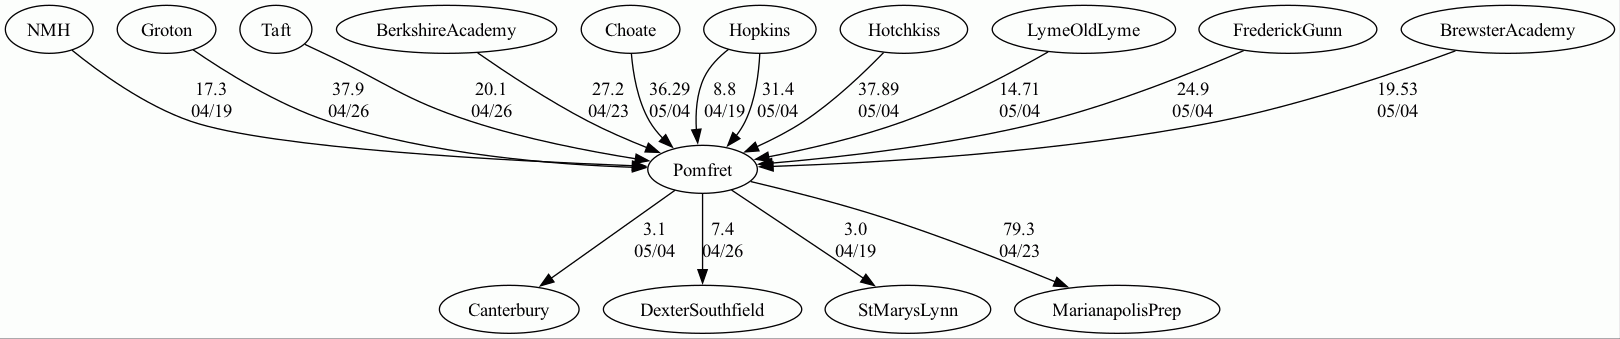 NMH Groton Taft BerkshireAcademy Choate Hopkins Hotchkiss LymeOldLyme FrederickGunn BrewsterAcademy
17.3 37.9 20.1 27.2 36.29 8.8 31.4 37.89 14.71 24.9 19.53
04/19 04/26 04/26 04/23 05/04 04/19 05/04 05/04 05/04 05/04 05/04
Pomfret
3.1 7.4 3.0 79.3
05/04 04/26 04/19 04/23
Canterbury DexterSouthfield StMarysLynn MarianapolisPrep